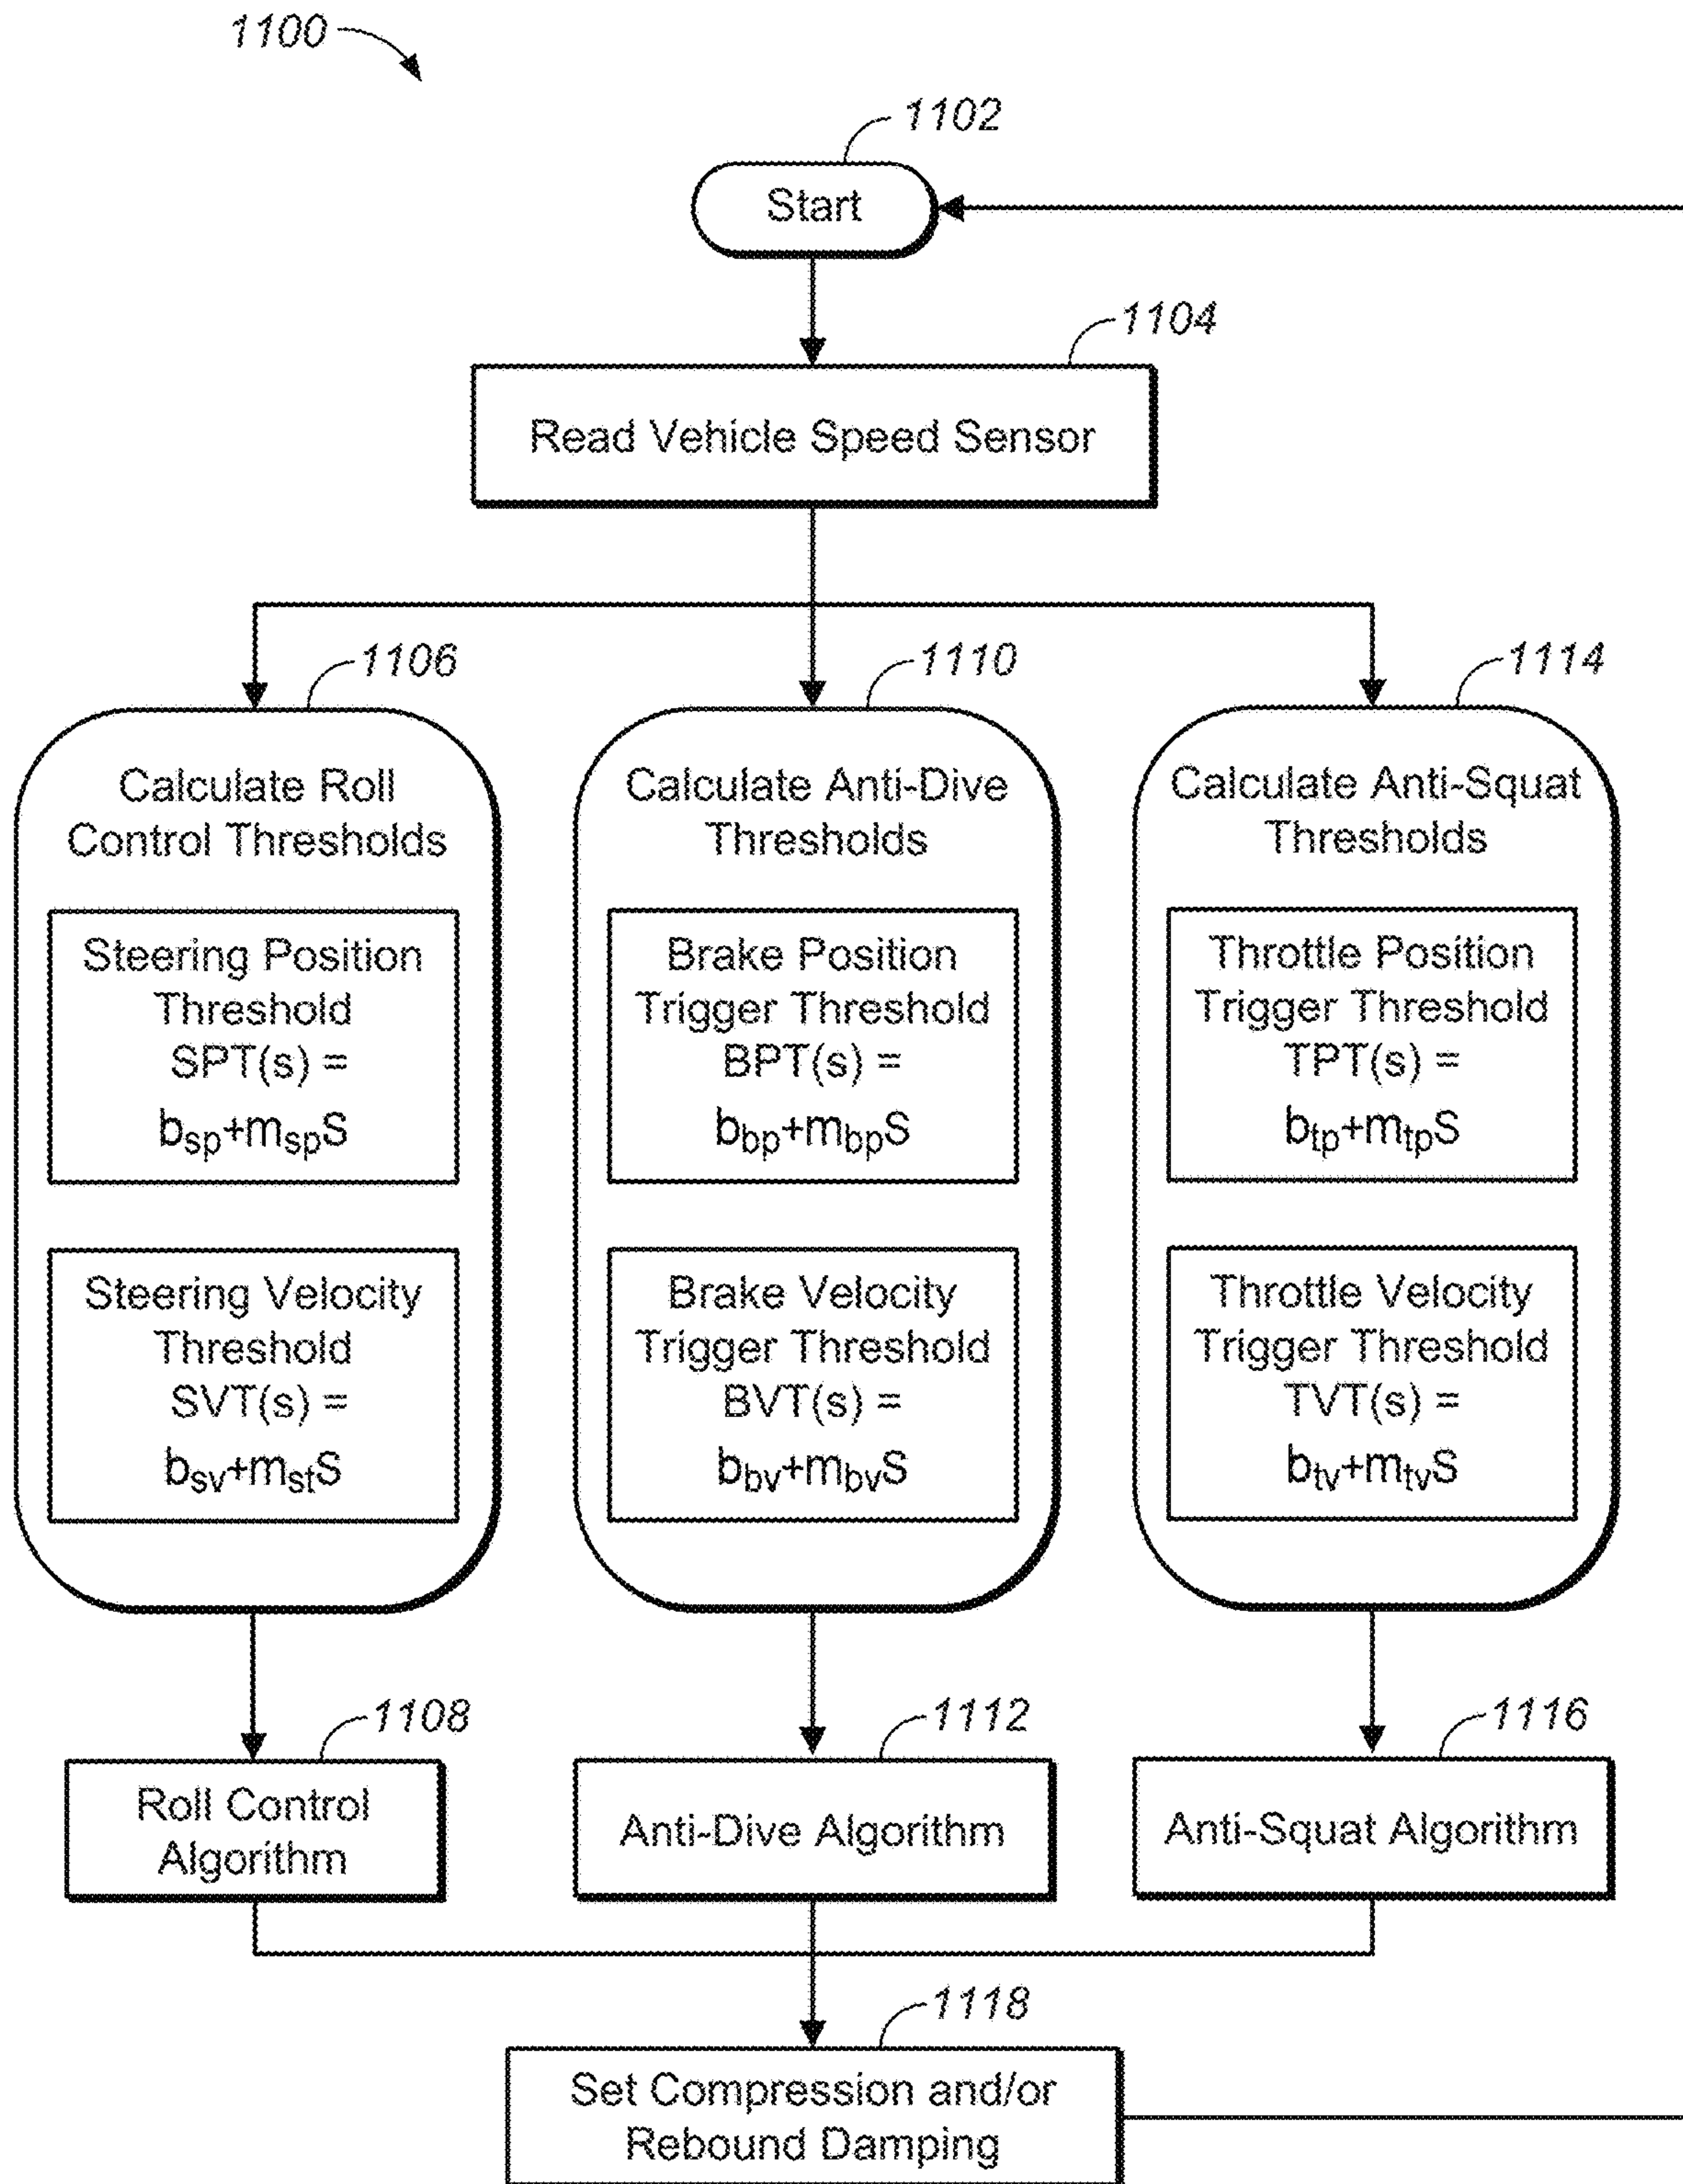 1100
1102
Start
1104
Read Vehicle Speed Sensor
1106
Calculate Roll
Control Thresholds
Steering Position
Threshold
SPT(s) =
bsp+mspS
Steering Velocity
Threshold
SVT(s) =
bsv+mstS
1110
Calculate Anti-Dive
Thresholds
Brake Position
Trigger Threshold
BPT(s) =
bbp+mbpS
Brake Velocity
Trigger Threshold
BVT(s) =
bbv+mbvS
1114
Calculate Anti-Squat
Thresholds
Throttle Position
Trigger Threshold
TPT(s) =
btp+mtpS
Throttle Velocity
Trigger Threshold
TVT(s) =
btv+mtvS
1108
Roll Control
Algorithm
1112
Anti-Dive Algorithm
1116
Anti-Squat Algorithm
1118
Set Compression and/or
Rebound Damping